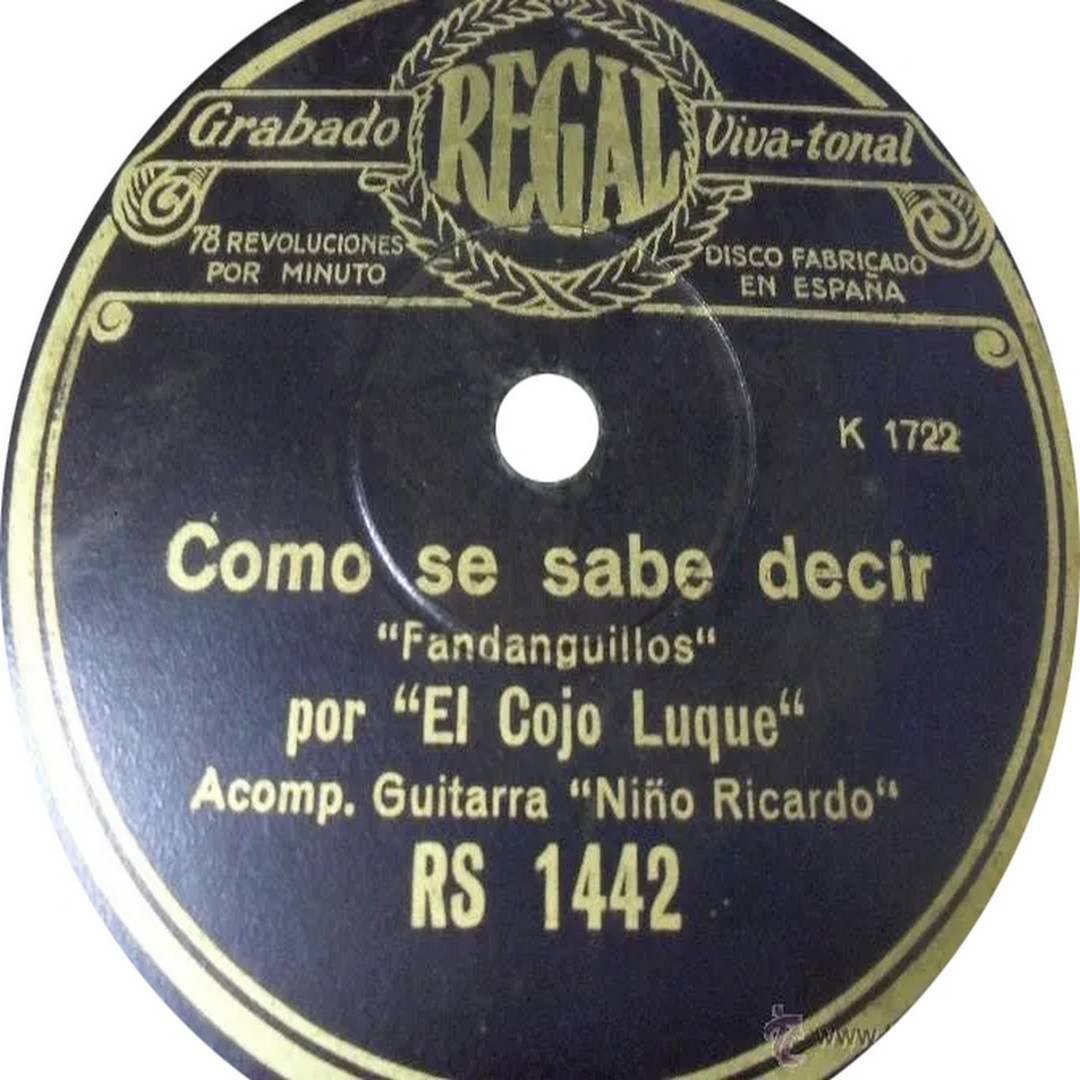 REGAL
Grabado Viva-tonal
78 REVOLUCIONES
POR MINUTO
DISCO FABRICADO
EN ESPAÑA
K 1722
Como se sabe decir
“Fandanguillos“
por “El Cojo Luque“
Acomp. Guitarra “Niño Ricardo“
RS 1442
www.